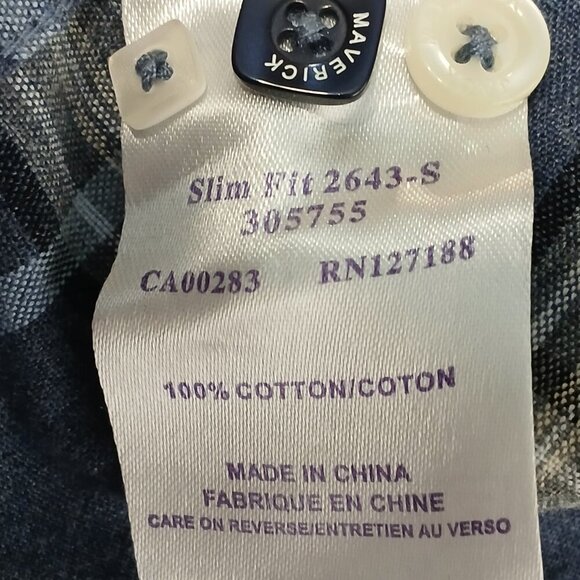 MAVERICK
Slim Fit 2643-S
305755
CA00283 RN127188
100% COTTON/COTON
MADE IN CHINA
FABRIQUE EN CHINE
CARE ON REVERSE/ENTRETIEN AU VERSO